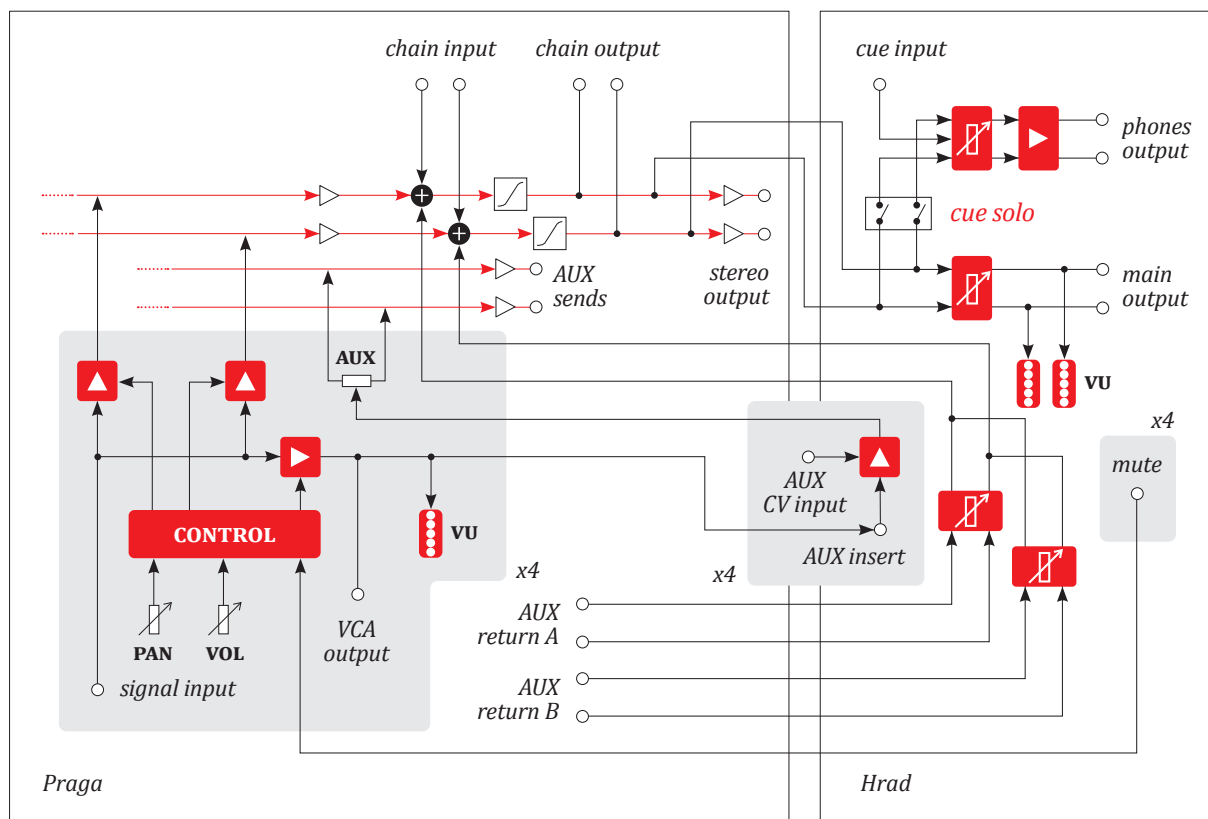 chain input
chain output
cue input
phones
output
cue solo
AUX
sends
stereo
output
main
output
AUX
VU
x4
mute
AUX
CV input
CONTROL
VU
AUX insert
x4
x4
AUX
return A
PAN
VOL
VCA
output
signal input
AUX
return B
Praga
Hrad